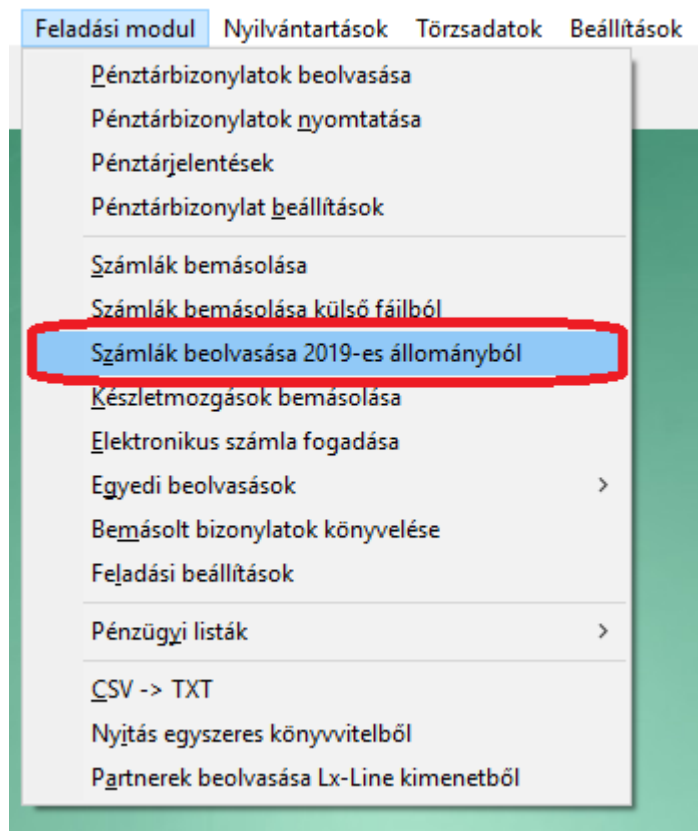 Feladási modul Nyilvántartások Törzsadatok Beállítások
Pénztárbizonylatok beolvasása
Pénztárbizonylatok nyomtatása
Pénztárjelentések
Pénztárbizonylat beállítások
Számlák bemásolása
Számlák bemásolása külső fáilból
Számlák beolvasása 2019-es állományból
Készletmozgások bemásolása
Elektronikus számla fogadása
Egyedi beolvasások
Bemásolt bizonylatok könyvelése
Feladási beállítások
Pénzügyi listák
CSV -> TXT
Nyitás egyszeres könyvvitelből
Partnerek beolvasása Lx-Line kimenetből